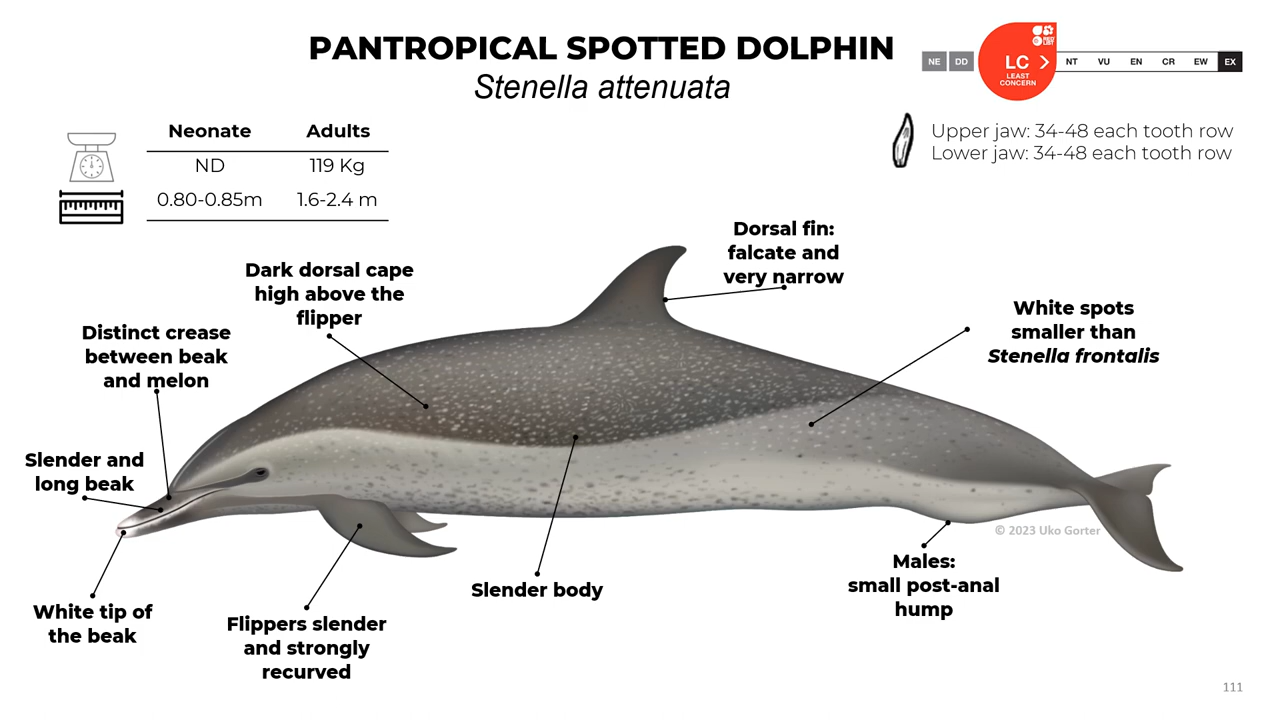 PANTROPICAL SPOTTED DOLPHIN
Stenella attenuata
NE DD LC NT VU EN CR EW EX
LEAST
CONCERN
RED
LIST
Neonate Adults
ND 119 Kg
0.80-0.85m 1.6-2.4 m
Upper jaw: 34-48 each tooth row
Lower jaw: 34-48 each tooth row
Dorsal fin:
falcate and
very narrow
Dark dorsal cape
high above the
flipper
White spots
smaller than
Stenella frontalis
Distinct crease
between beak
and melon
Slender and
long beak
© 2023 Uko Gorter
White tip of
the beak
Flippers slender
and strongly
recurved
Slender body
Males:
small post-anal
hump
111